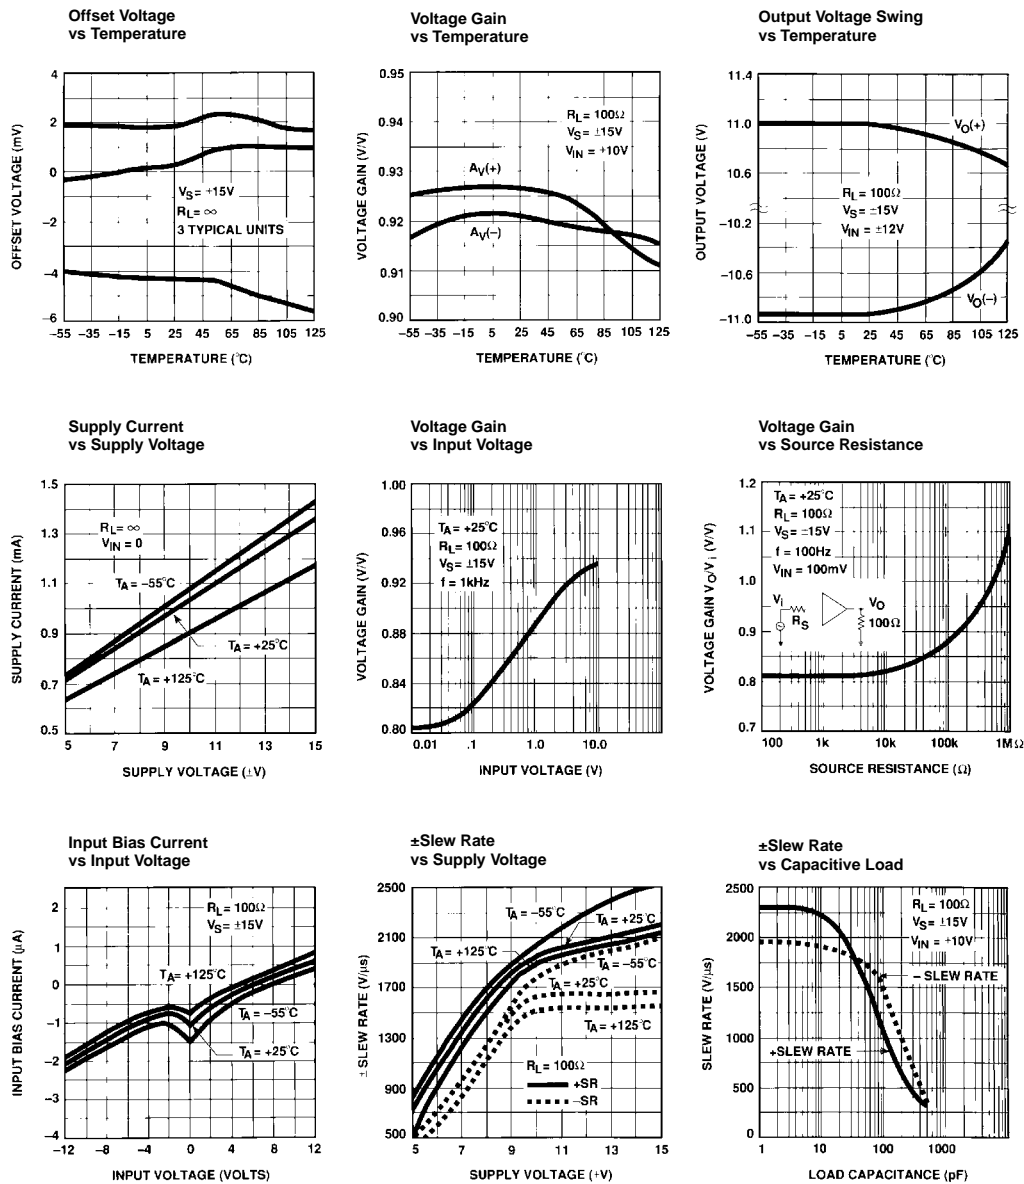 Offset Voltage
vs Temperature
4
2
0
−2
−4
−6
OFFSET VOLTAGE (mV)
VS = +15V
RL = ∞
3 TYPICAL UNITS
−55 −35 −15 5 25 45 65 85 105 125
TEMPERATURE (°C)
Voltage Gain
vs Temperature
0.95
0.94
0.93
0.92
0.91
0.90
VOLTAGE GAIN (V/V)
RL = 100Ω
VS = ±15V
VIN = +10V
AV(+)
AV(−)
−55 −35 −15 5 25 45 65 85 105 125
TEMPERATURE (°C)
Output Voltage Swing
vs Temperature
11.4
11.0
10.6
−10.2
−10.6
−11.0
OUTPUT VOLTAGE (V)
VO(+)
RL = 100Ω
VS = ±15V
VIN = ±12V
VO(−)
−55 −35 −15 5 25 45 65 85 105 125
TEMPERATURE (°C)
Supply Current
vs Supply Voltage
1.5
1.3
1.1
0.9
0.7
0.5
SUPPLY CURRENT (mA)
RL = ∞
VIN = 0
TA = −55°C
TA = +25°C
TA = +125°C
5 7 9 11 13 15
SUPPLY VOLTAGE (±V)
Voltage Gain
vs Input Voltage
1.00
0.96
0.92
0.88
0.84
0.80
VOLTAGE GAIN (V/V)
TA = +25°C
RL = 100Ω
VS = ±15V
f = 1kHz
0.01 .1 1.0 10.0
INPUT VOLTAGE (V)
Voltage Gain
vs Source Resistance
1.2
1.1
1.0
0.9
0.8
0.7
VOLTAGE GAIN VO/Vi (V/V)
TA = +25°C
RL = 100Ω
VS = ±15V
f = 100Hz
VIN = 100mV
Vi
RS
VO
100Ω
100 1k 10k 100k 1MΩ
SOURCE RESISTANCE (Ω)
Input Bias Current
vs Input Voltage
2
1
0
−1
−2
−3
−4
INPUT BIAS CURRENT (μA)
RL = 100Ω
VS = ±15V
TA = +125°C
TA = −55°C
TA = +25°C
−12 −8 −4 0 4 8 12
INPUT VOLTAGE (VOLTS)
±Slew Rate
vs Supply Voltage
2500
2100
1700
1300
900
500
± SLEW RATE (V/μs)
TA = −55°C
TA = +25°C
TA = +125°C
TA = −55°C
TA = +25°C
TA = +125°C
RL = 100Ω
+SR
−SR
5 7 9 11 13 15
SUPPLY VOLTAGE (+V)
±Slew Rate
vs Capacitive Load
2500
2000
1500
1000
500
0
SLEW RATE (V/μs)
RL = 100Ω
VS = ±15V
VIN = +10V
− SLEW RATE
+SLEW RATE
1 10 100 1000
LOAD CAPACITANCE (pF)